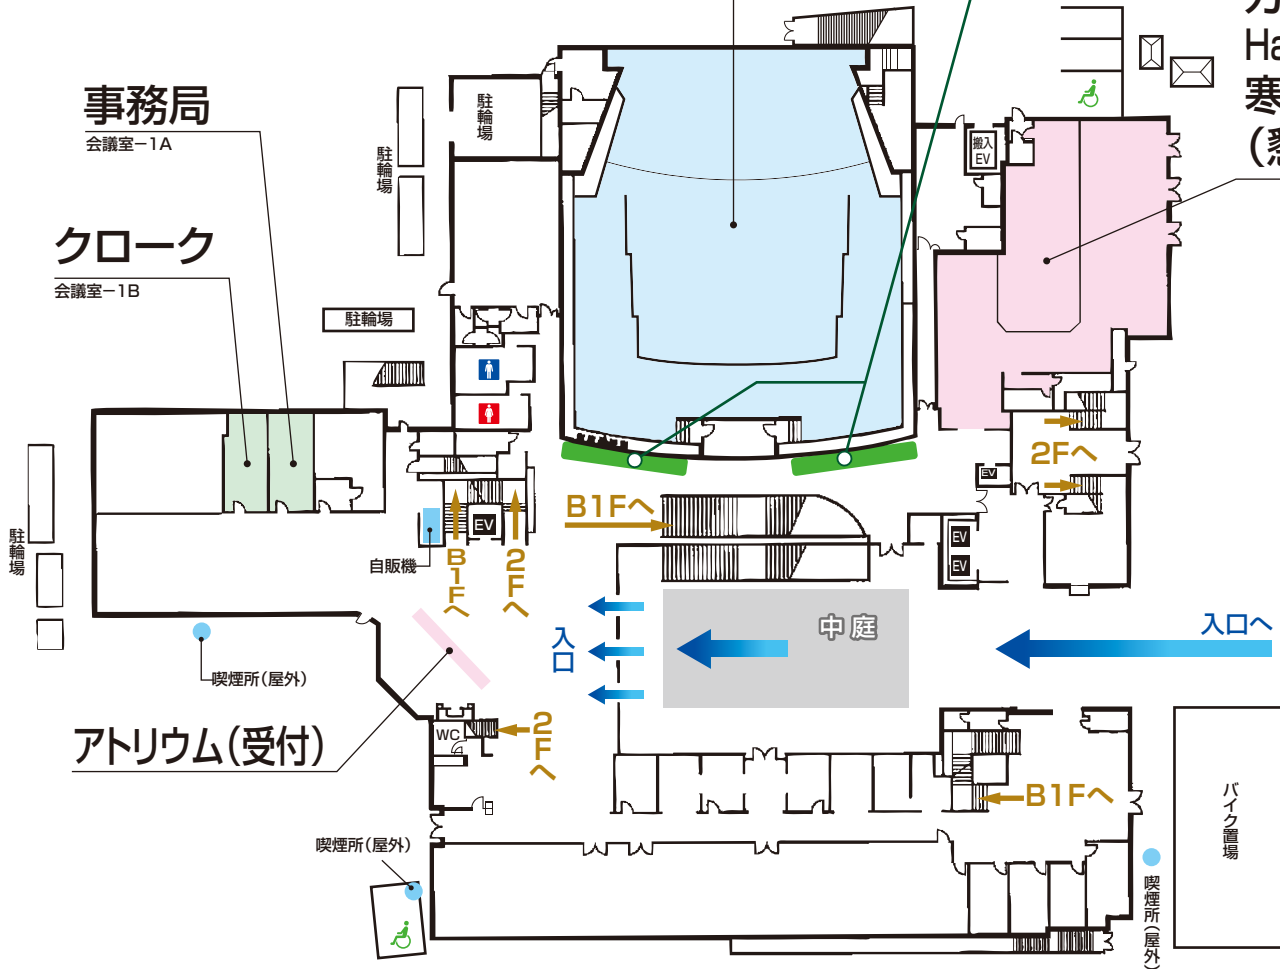 事務局
会議室－1A
クローク
会議室－1B
駐輪場
駐輪場
駐輪場
駐輪場
搬入
EV
Ha
寒
自販機
EV
B1Fへ
2Fへ
B1Fへ
2Fへ
EV
EV
EV
入口
中庭
入口へ
喫煙所（屋外）
アトリウム（受付）
WC
2Fへ
B1Fへ
喫煙所（屋外）
喫煙所（屋外）
バイク置場